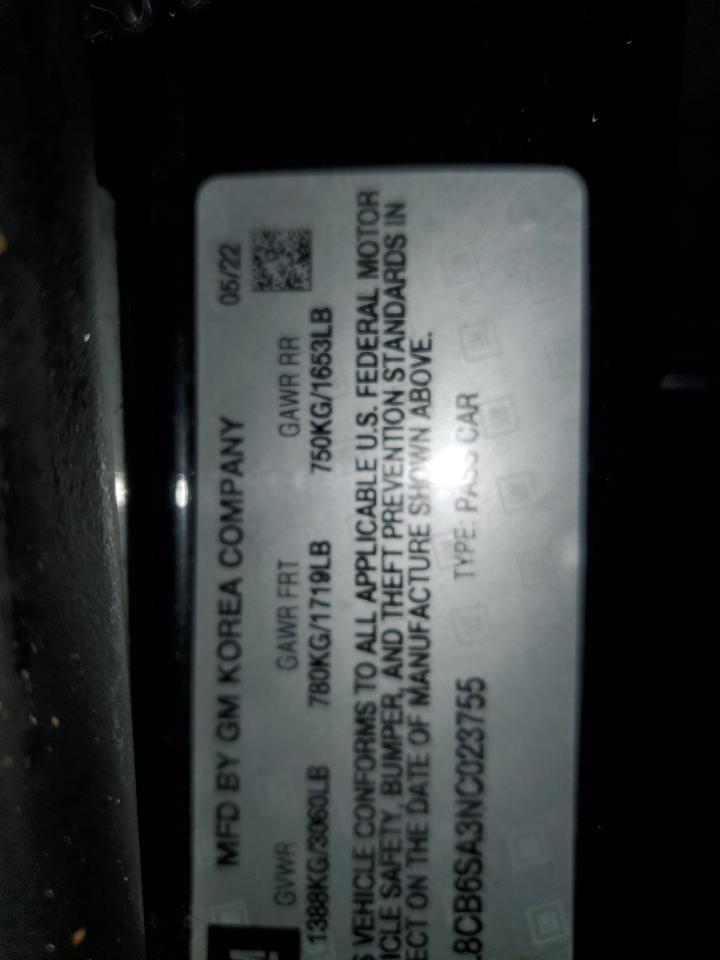 MFD BY GM KOREA COMPANY 05/22
GVWR GAWR FRT GAWR RR
1388KG/3060LB 780KG/1719LB 750KG/1653LB
VEHICLE CONFORMS TO ALL APPLICABLE U.S. FEDERAL MOTOR
ICLE SAFETY, BUMPER, AND THEFT PREVENTION STANDARDS IN
ECT ON THE DATE OF MANUFACTURE SHOWN ABOVE.
8CB6SA3NC023755 TYPE: PASS CAR